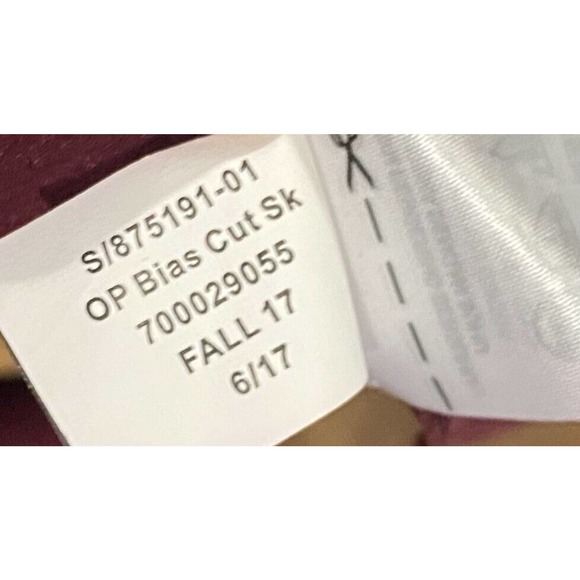 S/875191-01
OP Bias Cut Sk
700029055
FALL 17
6/17